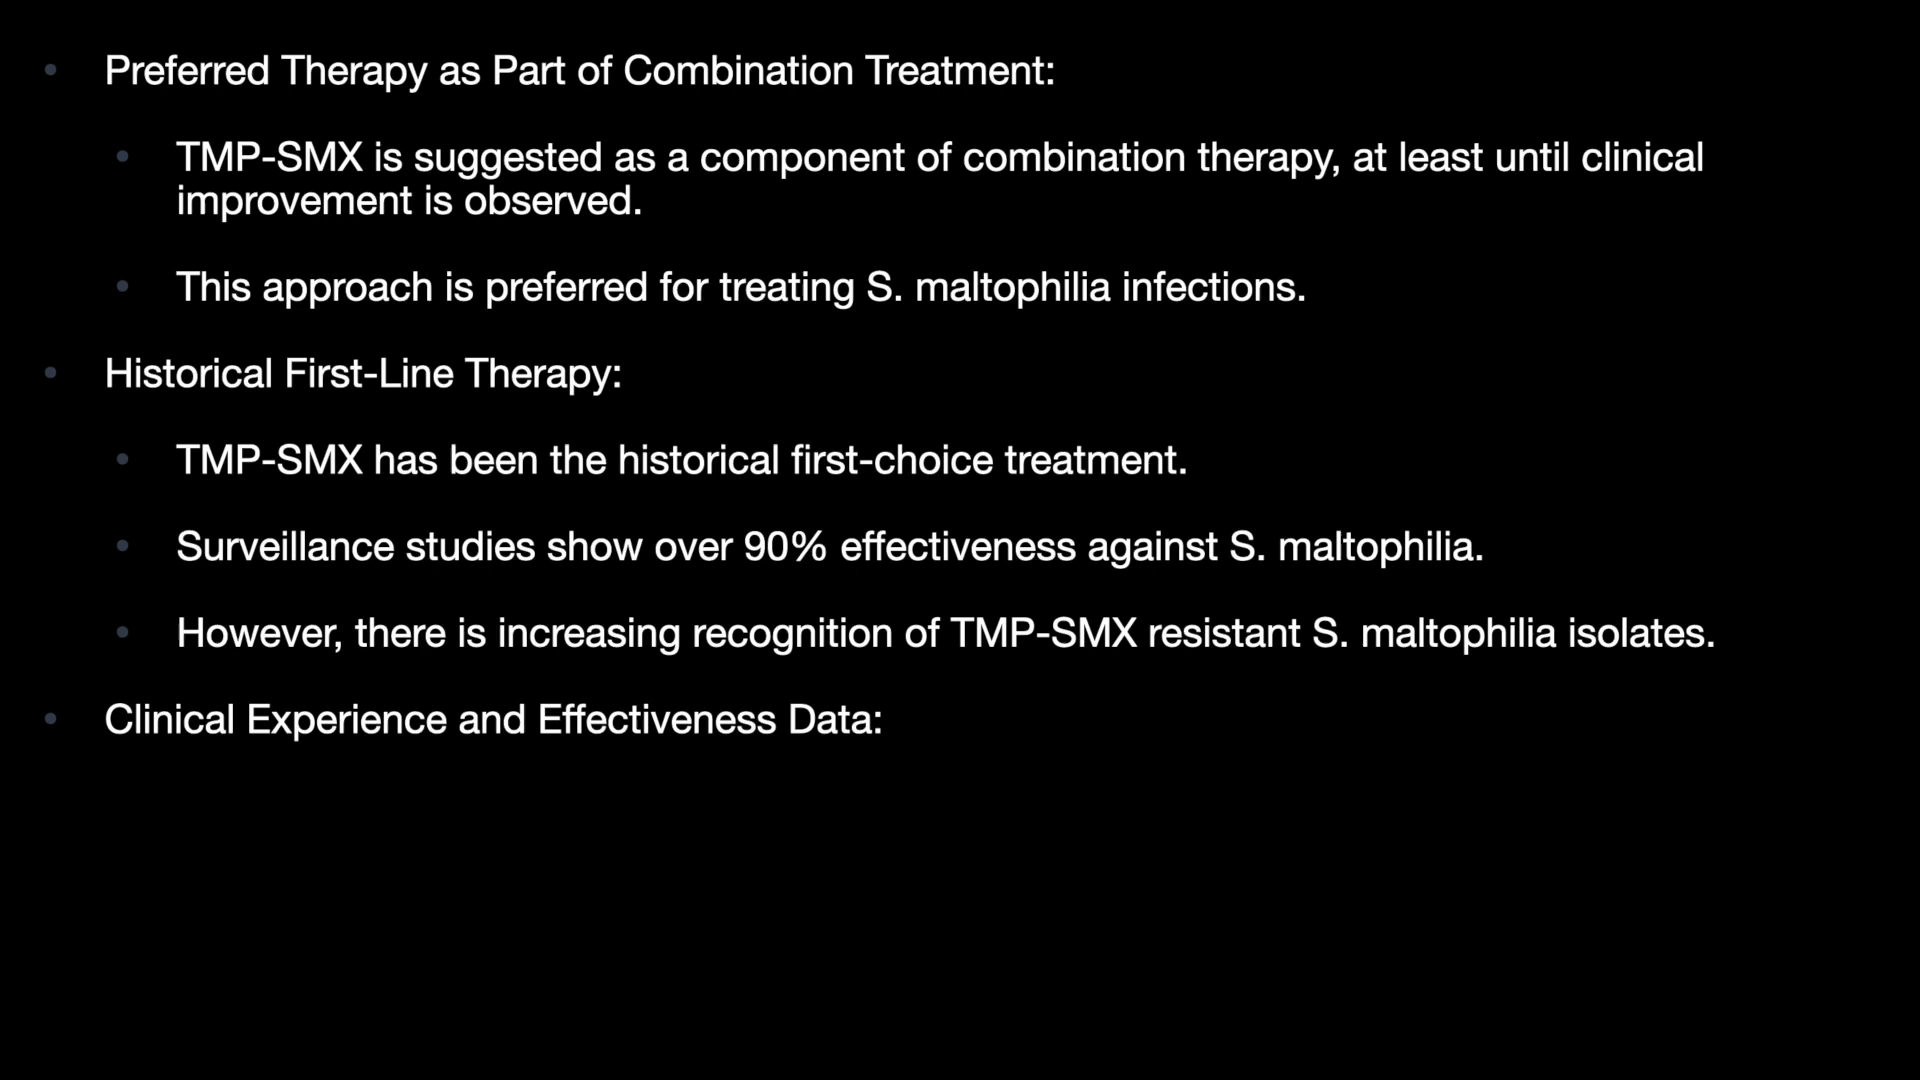 Preferred Therapy as Part of Combination Treatment:
TMP-SMX is suggested as a component of combination therapy, at least until clinical
improvement is observed.
This approach is preferred for treating S. maltophilia infections.
Historical First-Line Therapy:
TMP-SMX has been the historical first-choice treatment.
Surveillance studies show over 90% effectiveness against S. maltophilia.
However, there is increasing recognition of TMP-SMX resistant S. maltophilia isolates.
Clinical Experience and Effectiveness Data: